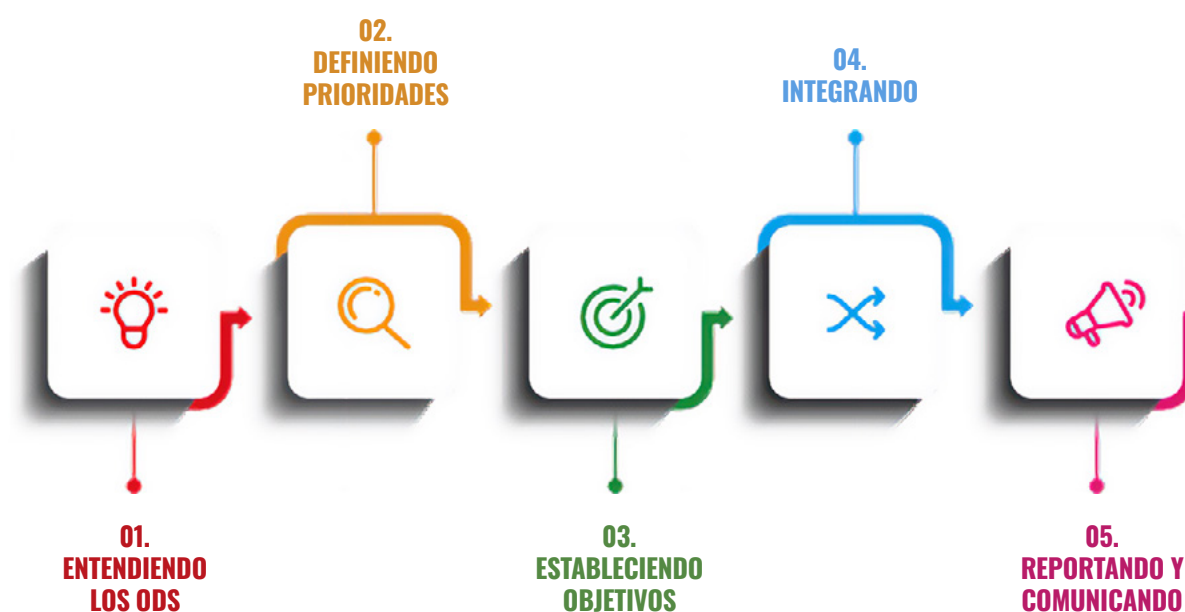 01.
ENTENDIENDO
LOS ODS
02.
DEFINIENDO
PRIORIDADES
03.
ESTABLECIENDO
OBJETIVOS
04.
INTEGRANDO
05.
REPORTANDO Y
COMUNICANDO